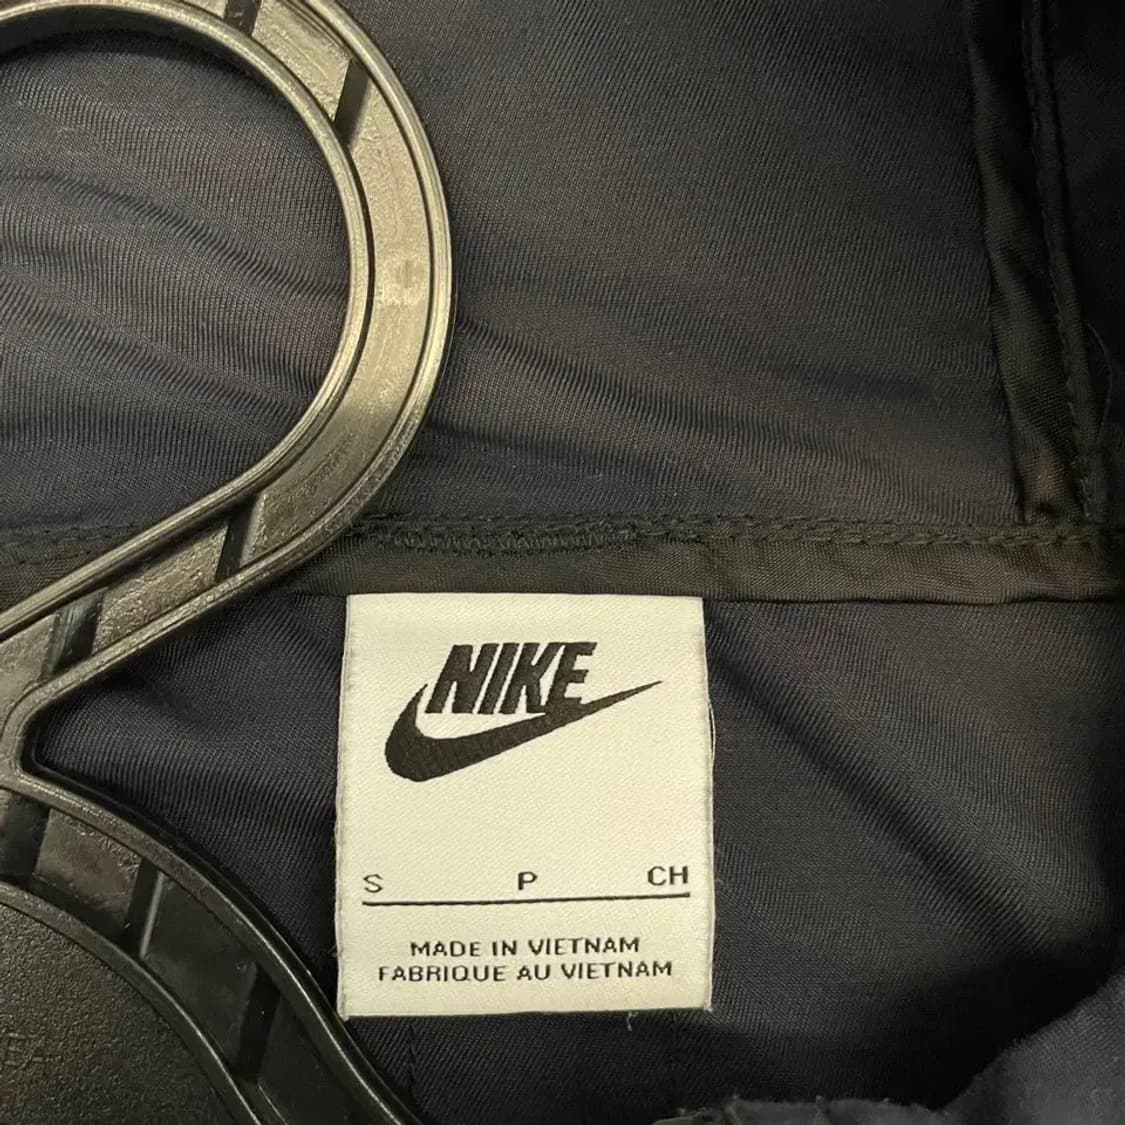 NIKE
S P CH
MADE IN VIETNAM
FABRIQUE AU VIETNAM